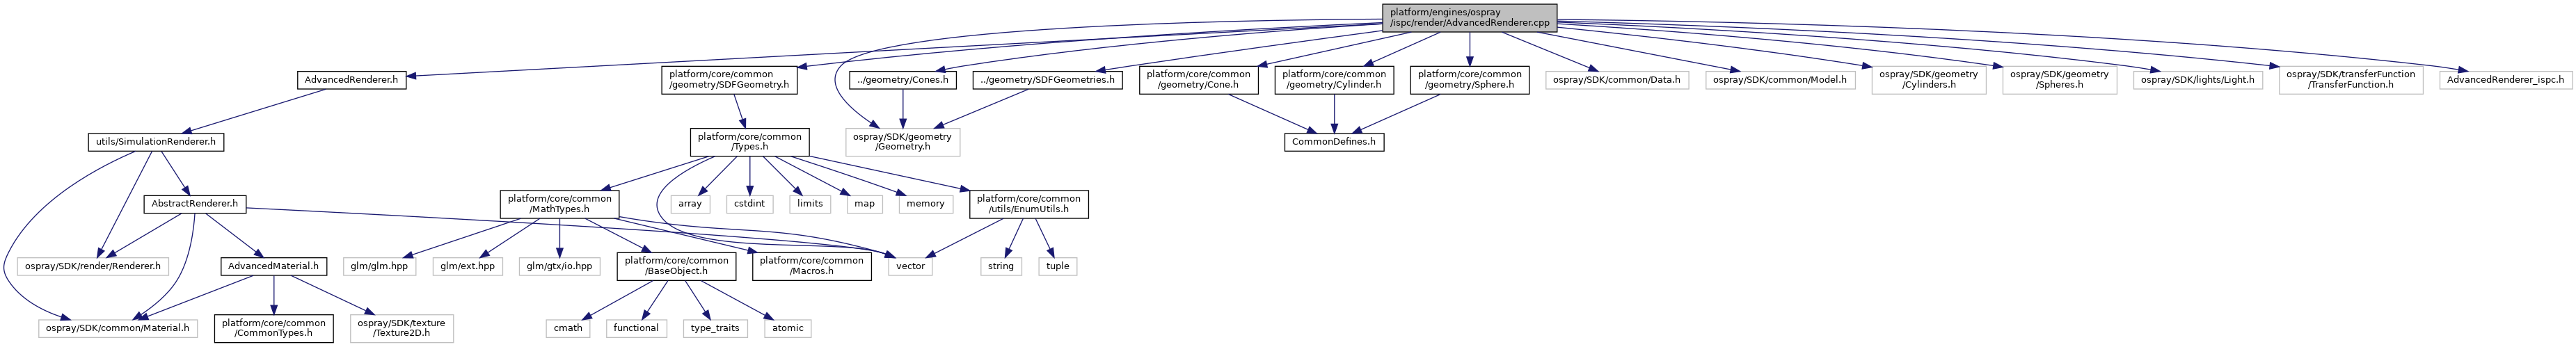 platform/engines/ospray
/ispc/render/AdvancedRenderer.cpp
AdvancedRenderer.h
platform/core/common
/geometry/SDFGeometry.h
../geometry/Cones.h
../geometry/SDFGeometries.h
platform/core/common
/geometry/Cone.h
platform/core/common
/geometry/Cylinder.h
platform/core/common
/geometry/Sphere.h
ospray/SDK/common/Data.h
ospray/SDK/common/Model.h
ospray/SDK/geometry
/Cylinders.h
ospray/SDK/geometry
/Spheres.h
ospray/SDK/lights/Light.h
ospray/SDK/transferFunction
/TransferFunction.h
AdvancedRenderer_ispc.h
utils/SimulationRenderer.h
platform/core/common
/Types.h
ospray/SDK/geometry
/Geometry.h
CommonDefines.h
AbstractRenderer.h
platform/core/common
/MathTypes.h
array
cstdint
limits
map
memory
platform/core/common
/utils/EnumUtils.h
ospray/SDK/render/Renderer.h
AdvancedMaterial.h
glm/glm.hpp
glm/ext.hpp
glm/gtx/io.hpp
platform/core/common
/BaseObject.h
platform/core/common
/Macros.h
vector
string
tuple
ospray/SDK/common/Material.h
platform/core/common
/CommonTypes.h
ospray/SDK/texture
/Texture2D.h
cmath
functional
type_traits
atomic